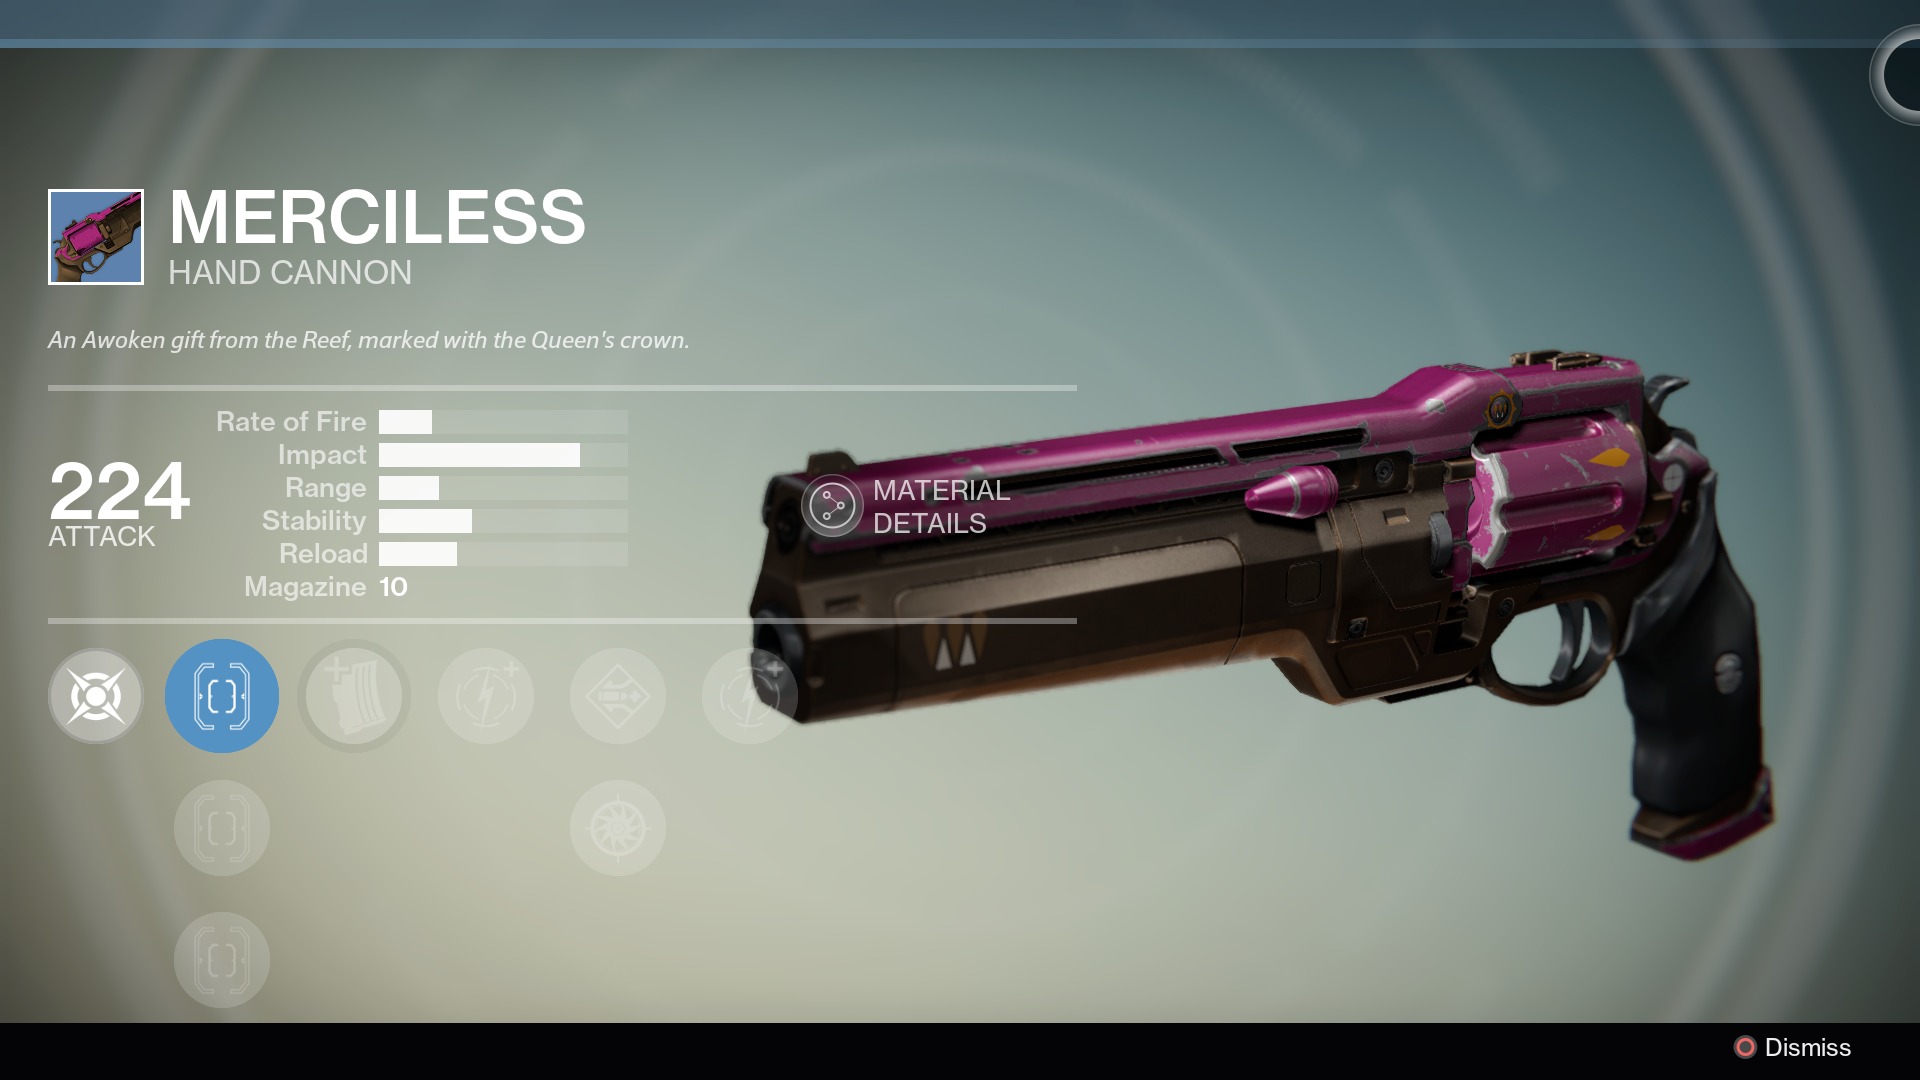 MERCILESS
HAND CANNON
An Awoken gift from the Reef, marked with the Queen's crown.
224
ATTACK
Rate of Fire
Impact
Range
Stability
Reload
Magazine 10
MATERIAL
DETAILS
Dismiss